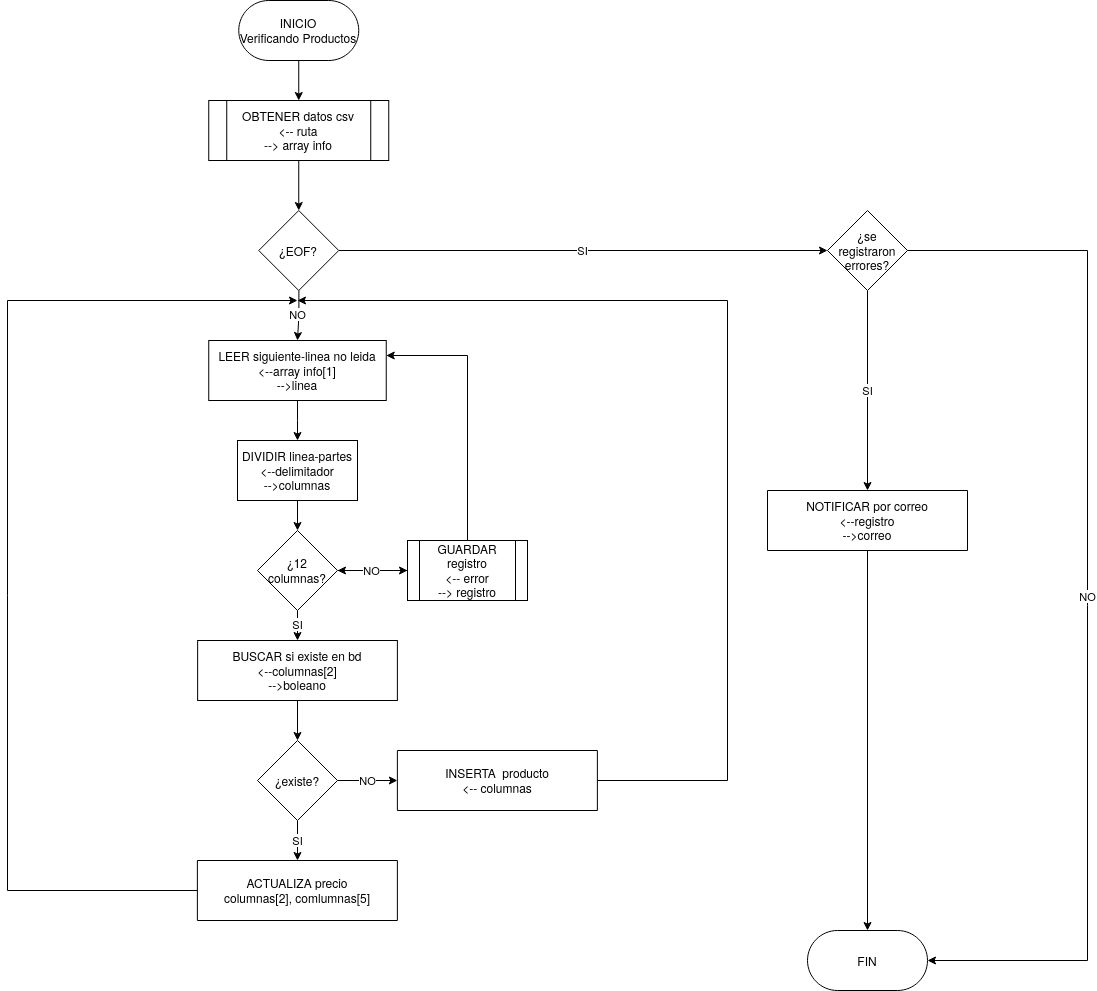 INICIO
Verificando Productos
OBTENER datos csv
<-- ruta
--> array info
¿EOF?
SI
¿se
registraron
errores?
NO
LEER siguiente-linea no leida
<--array info[1]
-->linea
SI
DIVIDIR linea-partes
<--delimitador
-->columnas
NOTIFICAR por correo
<--registro
-->correo
¿12
columnas?
NO
GUARDAR
registro
<-- error
--> registro
NO
SI
BUSCAR si existe en bd
<--columnas[2]
-->boleano
¿existe?
NO
INSERTA  producto
<-- columnas
SI
ACTUALIZA precio
columnas[2], comlumnas[5]
FIN